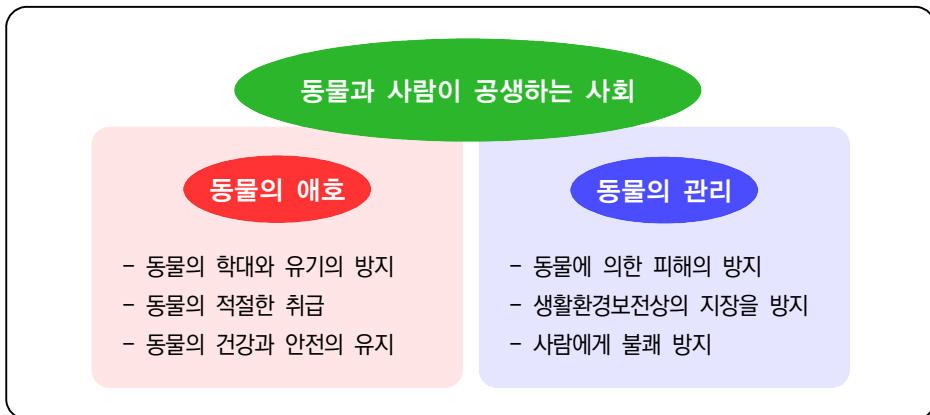 동물과 사람이 공생하는 사회
동물의 애호
- 동물의 학대와 유기의 방지
- 동물의 적절한 취급
- 동물의 건강과 안전의 유지
동물의 관리
- 동물에 의한 피해의 방지
- 생활환경보전상의 지장을 방지
- 사람에게 불쾌 방지